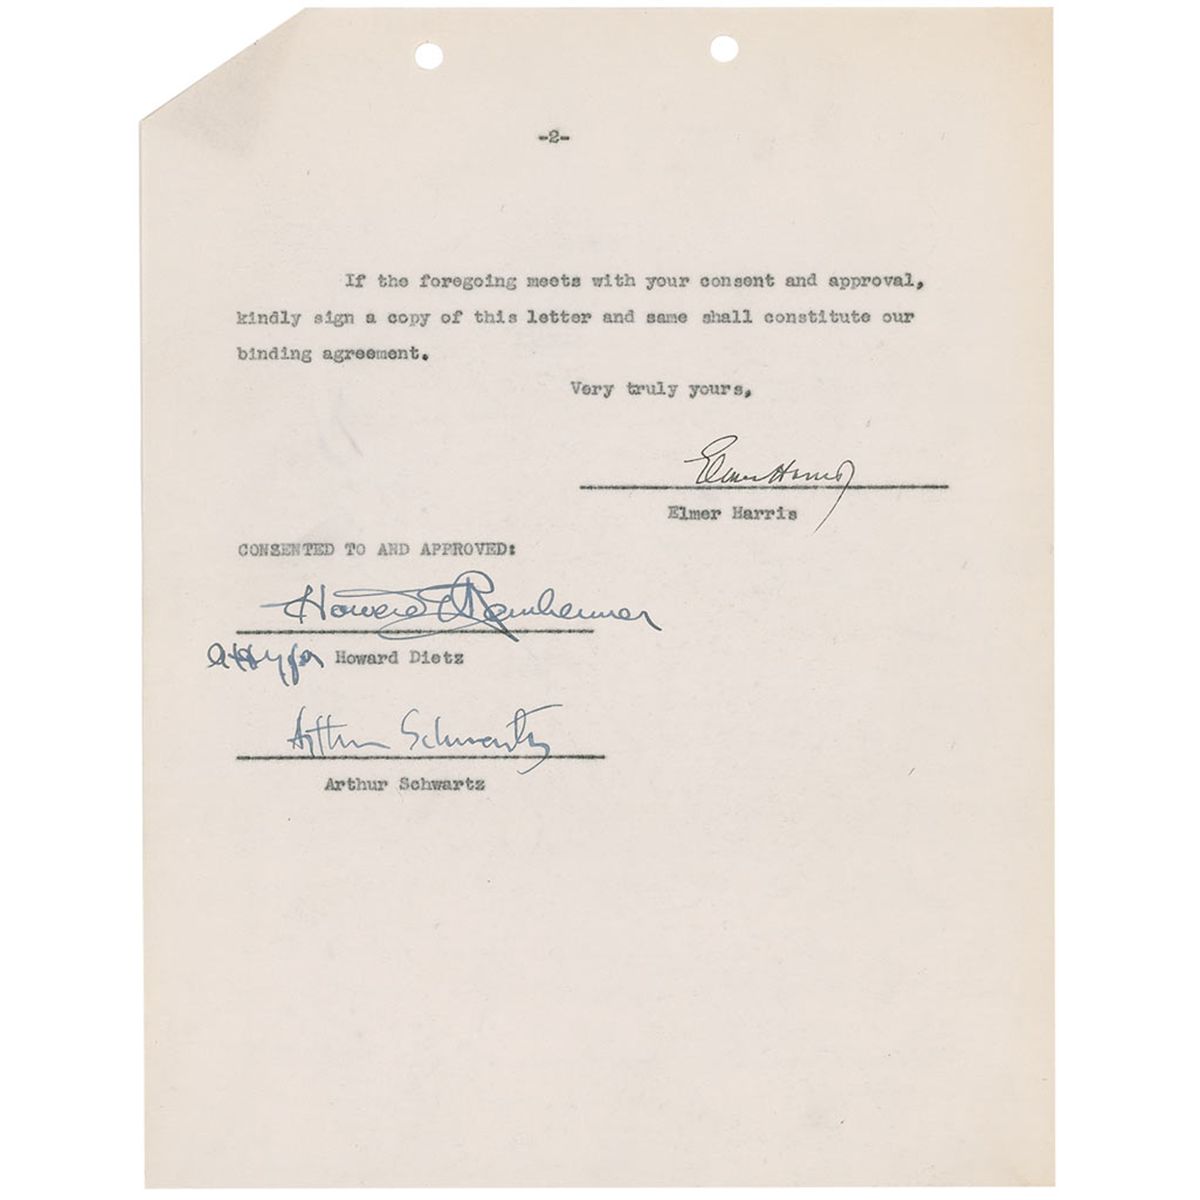 -2-
If the foregoing meets with your consent and approval,
kindly sign a copy of this letter and same shall constitute our
binding agreement.
Very truly yours,
Elmer Harris
Elmer Harris
CONSENTED TO AND APPROVED:
Howard E Reinheimer
atty for Howard Dietz
Arthur Schwartz
Arthur Schwartz